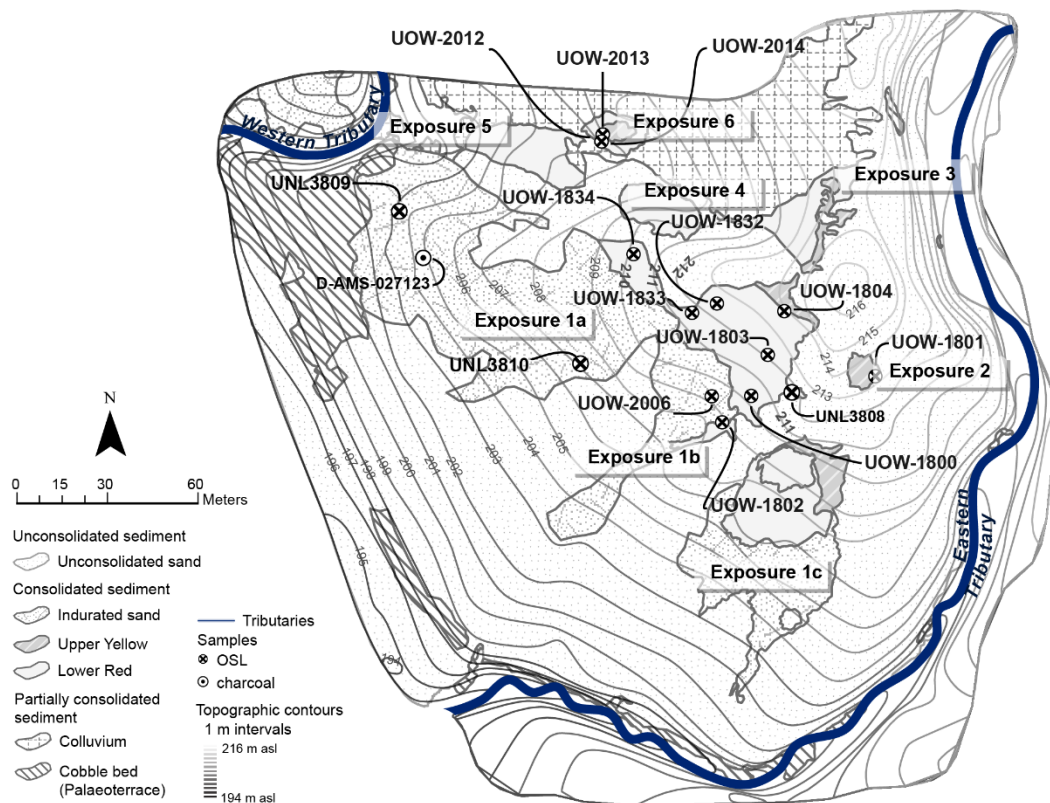 UOW-2012
UOW-2013
UOW-2014
Western Tributary
Exposure 5
Exposure 6
UNL3809
UOW-1834
Exposure 4
Exposure 3
UOW-1832
D-AMS-027123
206
207
208
209
210
211
212
216
UOW-1833
UOW-1804
Exposure 1a
UOW-1803
215
UOW-1801
214
Exposure 2
UNL3810
213
UOW-2006
UNL3808
211
196
197
198
199
200
201
202
203
204
205
Exposure 1b
UOW-1800
UOW-1802
N
0 30 60
Meters
195
Exposure 1c
Eastern
Tributary
194
Unconsolidated sediment
Unconsolidated sand
Consolidated sediment
Indurated sand
Upper Yellow
Lower Red
Partially consolidated
sediment
Colluvium
Cobble bed
(Palaeoterrace)
Tributaries
Samples
OSL
charcoal
Topographic contours
1 m intervals
216 m asl
194 m asl